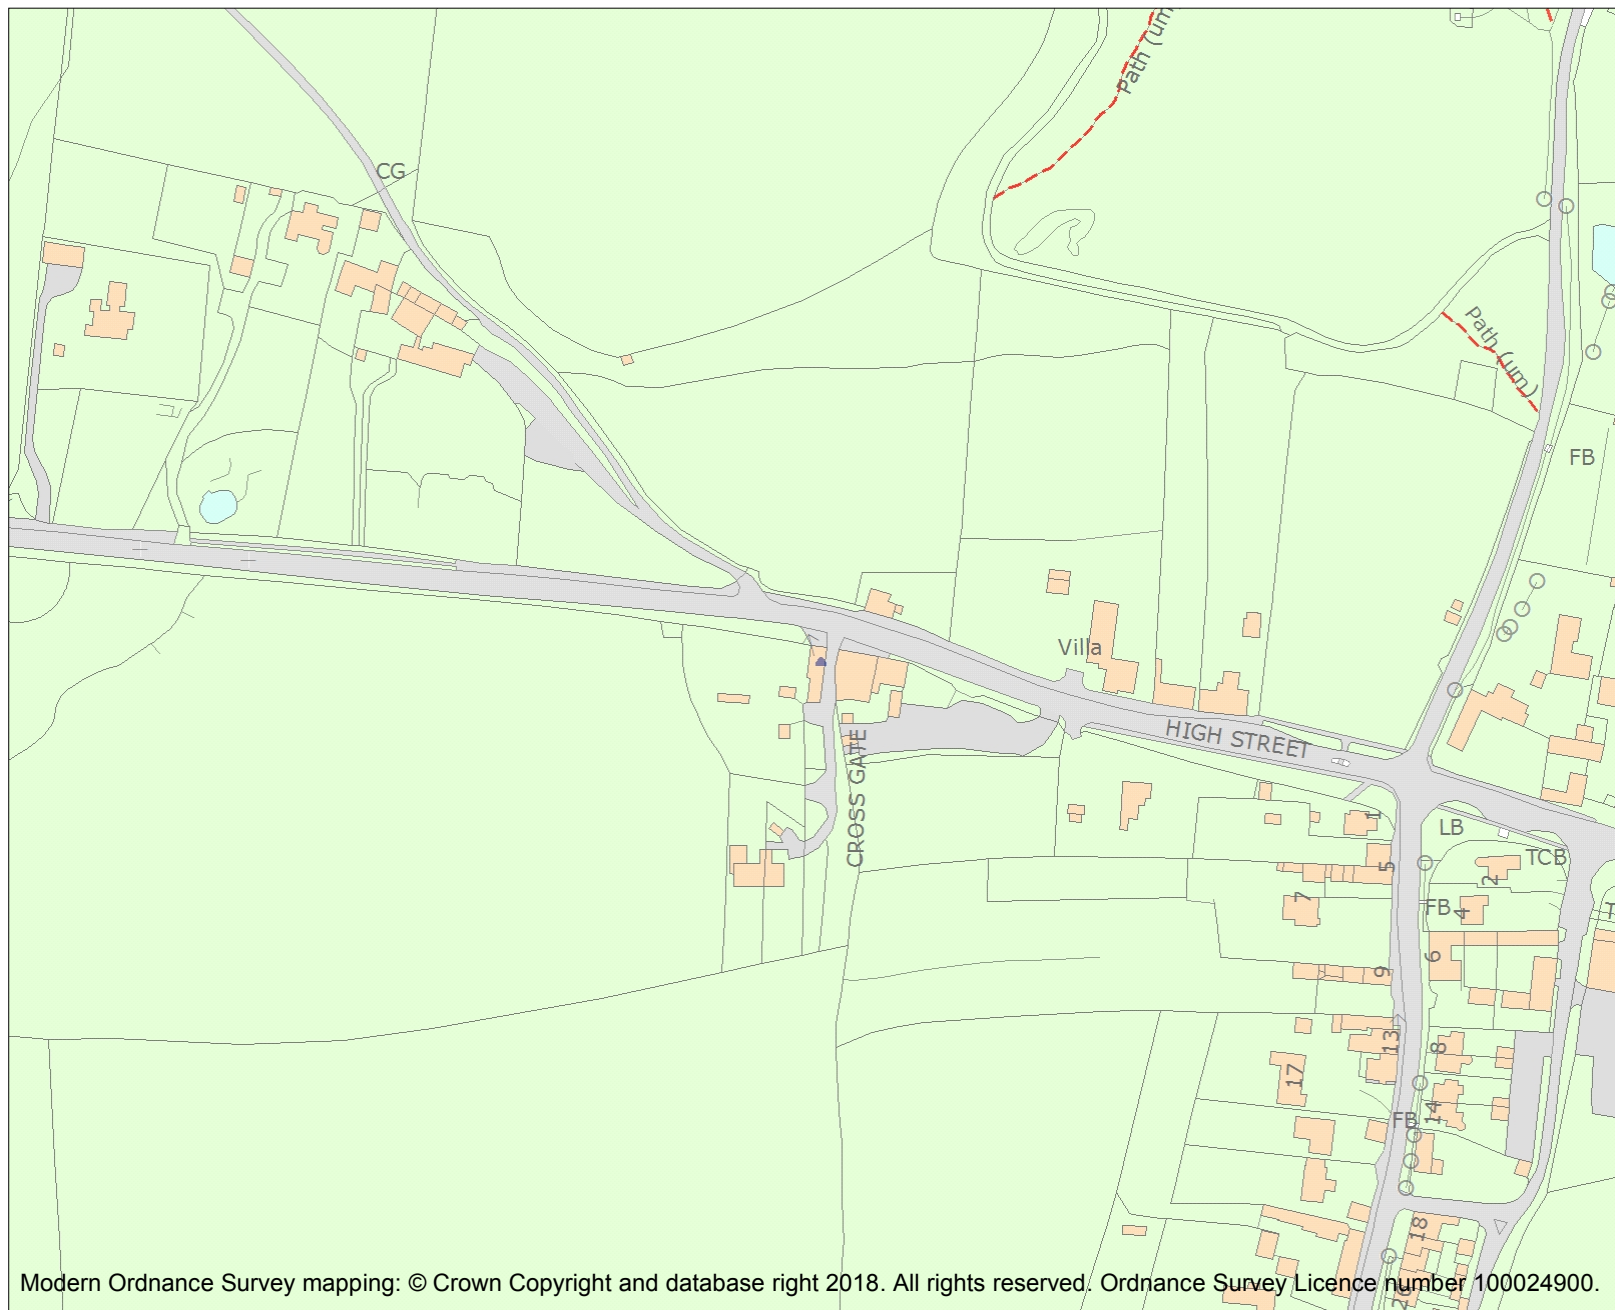 Path (um)
CG
Path (um)
FB
Villa
HIGH STREET
CROSS GATE
1
LB
TCB
5
2
7
FB
4
6
9
13
8
17
14
FB
18
Modern Ordnance Survey mapping: © Crown Copyright and database right 2018. All rights reserved. Ordnance Survey Licence number 100024900.